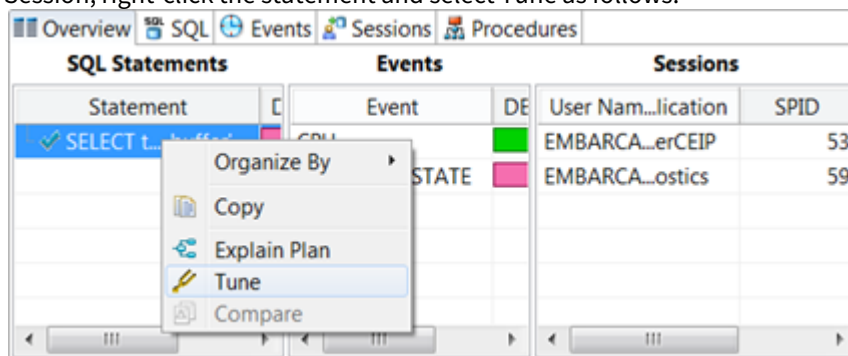 Session, right-click the statement and select Tune as follows:
Overview SQL Events Sessions Procedures
SQL Statements Events Sessions
Statement D Event DE User Nam...lication SPID
SELECT t...buffer' CPU EMBARCA...erCEIP 53
Organize By STATE EMBARCA...ostics 59
Copy
Explain Plan
Tune
Compare